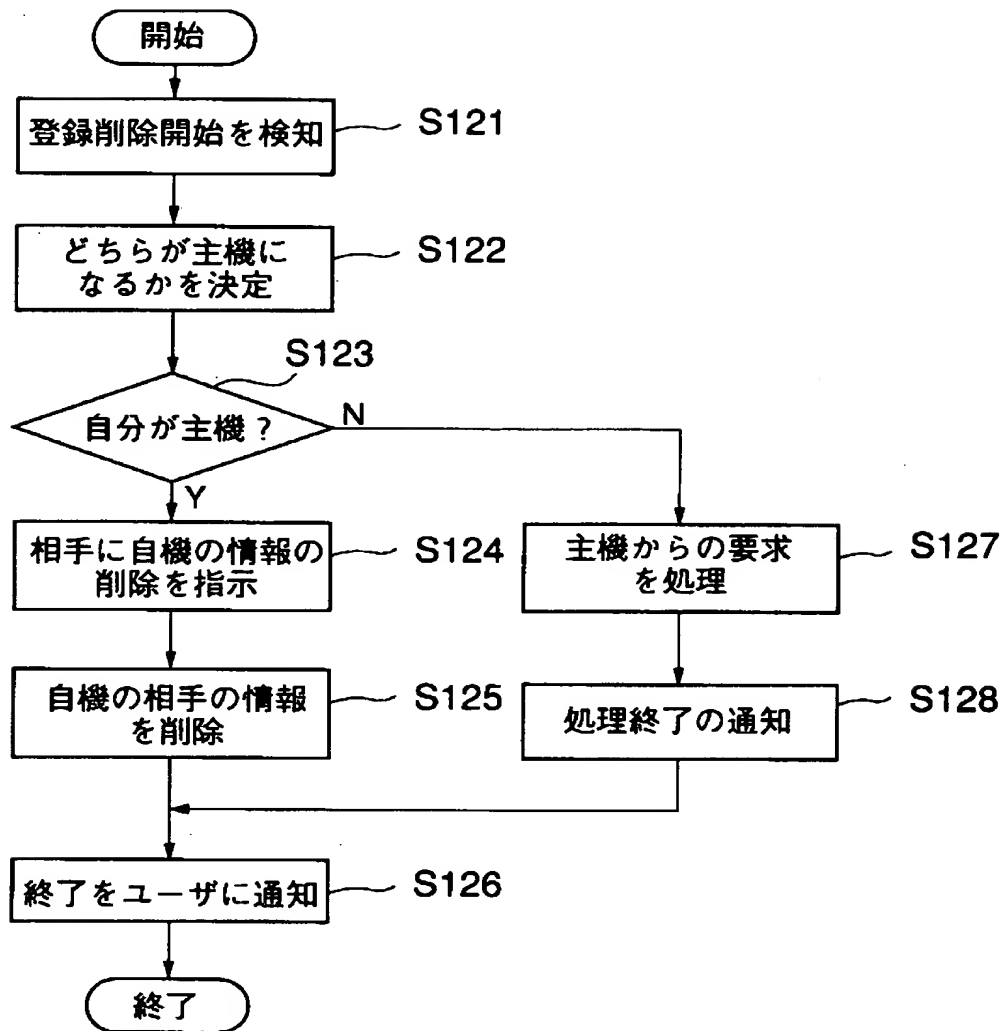 開始
登録削除開始を検知
S121
どちらが主機に
なるかを決定
S122
S123
自分が主機?
N
Y
相手に自機の情報の
削除を指示
S124
主機からの要求
を処理
S127
自機の相手の情報
を削除
S125
処理終了の通知
S128
終了をユーザに通知
S126
終了